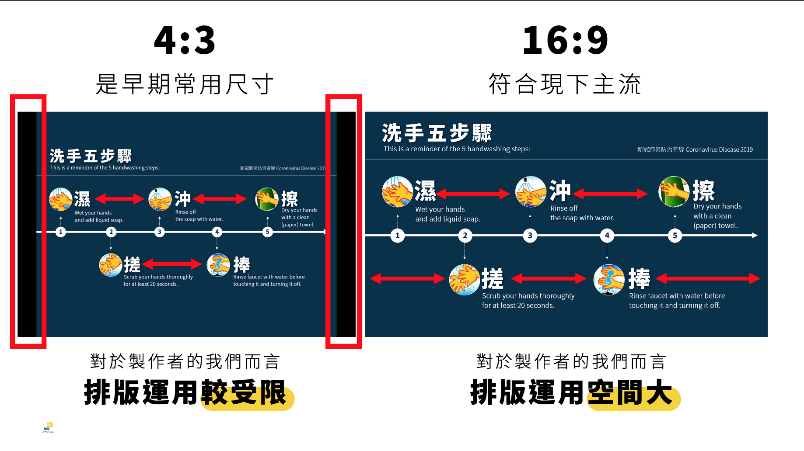 4:3
是早期常用尺寸
洗手五步驟
This is a reminder of the 5 handwashing steps:
Coronavirus Disease 2019
濕
Wet your hands
and add liquid soap.
沖
Rinse off
the soap with water.
擦
Dry your hands
with a clean
(paper) towel
1
2
3
4
5
搓
Scrub your hands thoroughly
for at least 20 seconds.
捧
Rinse faucet with water before
touching it and turning it off.
對於製作者的我們而言
排版運用較受限
16:9
符合現下主流
洗手五步驟
This is a reminder of the 5 handwashing steps:
Coronavirus Disease 2019
濕
Wet your hands
and add liquid soap.
沖
Rinse off
the soap with water.
擦
Dry your hands
with a clean
(paper) towel.
1
2
3
4
5
搓
Scrub your hands thoroughly
for at least 20 seconds.
捧
Rinse faucet with water before
touching it and turning it off.
對於製作者的我們而言
排版運用空間大